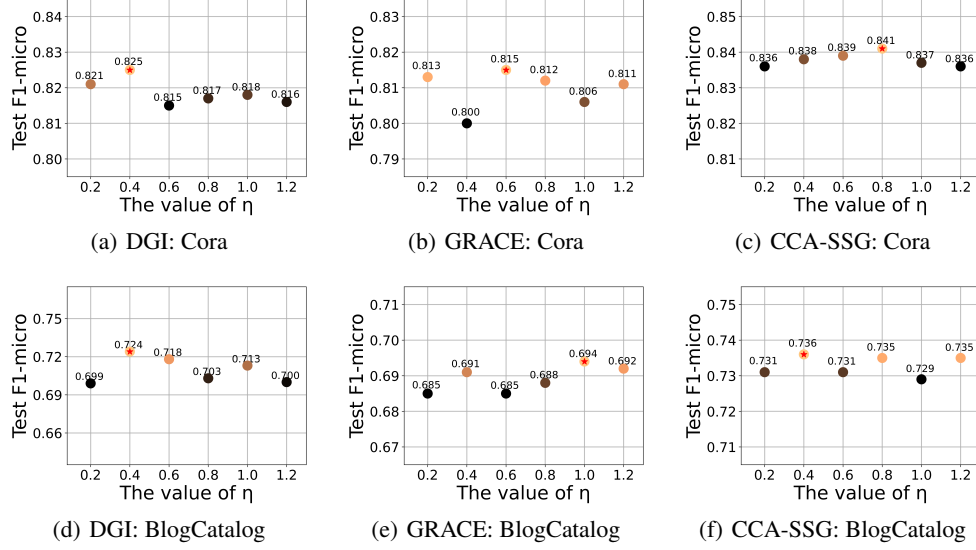 0.84
0.83
0.82
0.81
0.80
Test F1-micro
0.821
0.825
0.815
0.817
0.818
0.816
0.2 0.4 0.6 0.8 1.0 1.2
The value of η
(a) DGI: Cora
0.83
0.82
0.81
0.80
0.79
Test F1-micro
0.813
0.800
0.815
0.812
0.806
0.811
0.2 0.4 0.6 0.8 1.0 1.2
The value of η
(b) GRACE: Cora
0.85
0.84
0.83
0.82
0.81
Test F1-micro
0.836
0.838
0.839
0.841
0.837
0.836
0.2 0.4 0.6 0.8 1.0 1.2
The value of η
(c) CCA-SSG: Cora
0.75
0.72
0.69
0.66
Test F1-micro
0.699
0.724
0.718
0.703
0.713
0.700
0.2 0.4 0.6 0.8 1.0 1.2
The value of η
(d) DGI: BlogCatalog
0.71
0.70
0.69
0.68
0.67
Test F1-micro
0.685
0.691
0.685
0.688
0.694
0.692
0.2 0.4 0.6 0.8 1.0 1.2
The value of η
(e) GRACE: BlogCatalog
0.75
0.74
0.73
0.72
0.71
Test F1-micro
0.731
0.736
0.731
0.735
0.729
0.735
0.2 0.4 0.6 0.8 1.0 1.2
The value of η
(f) CCA-SSG: BlogCatalog